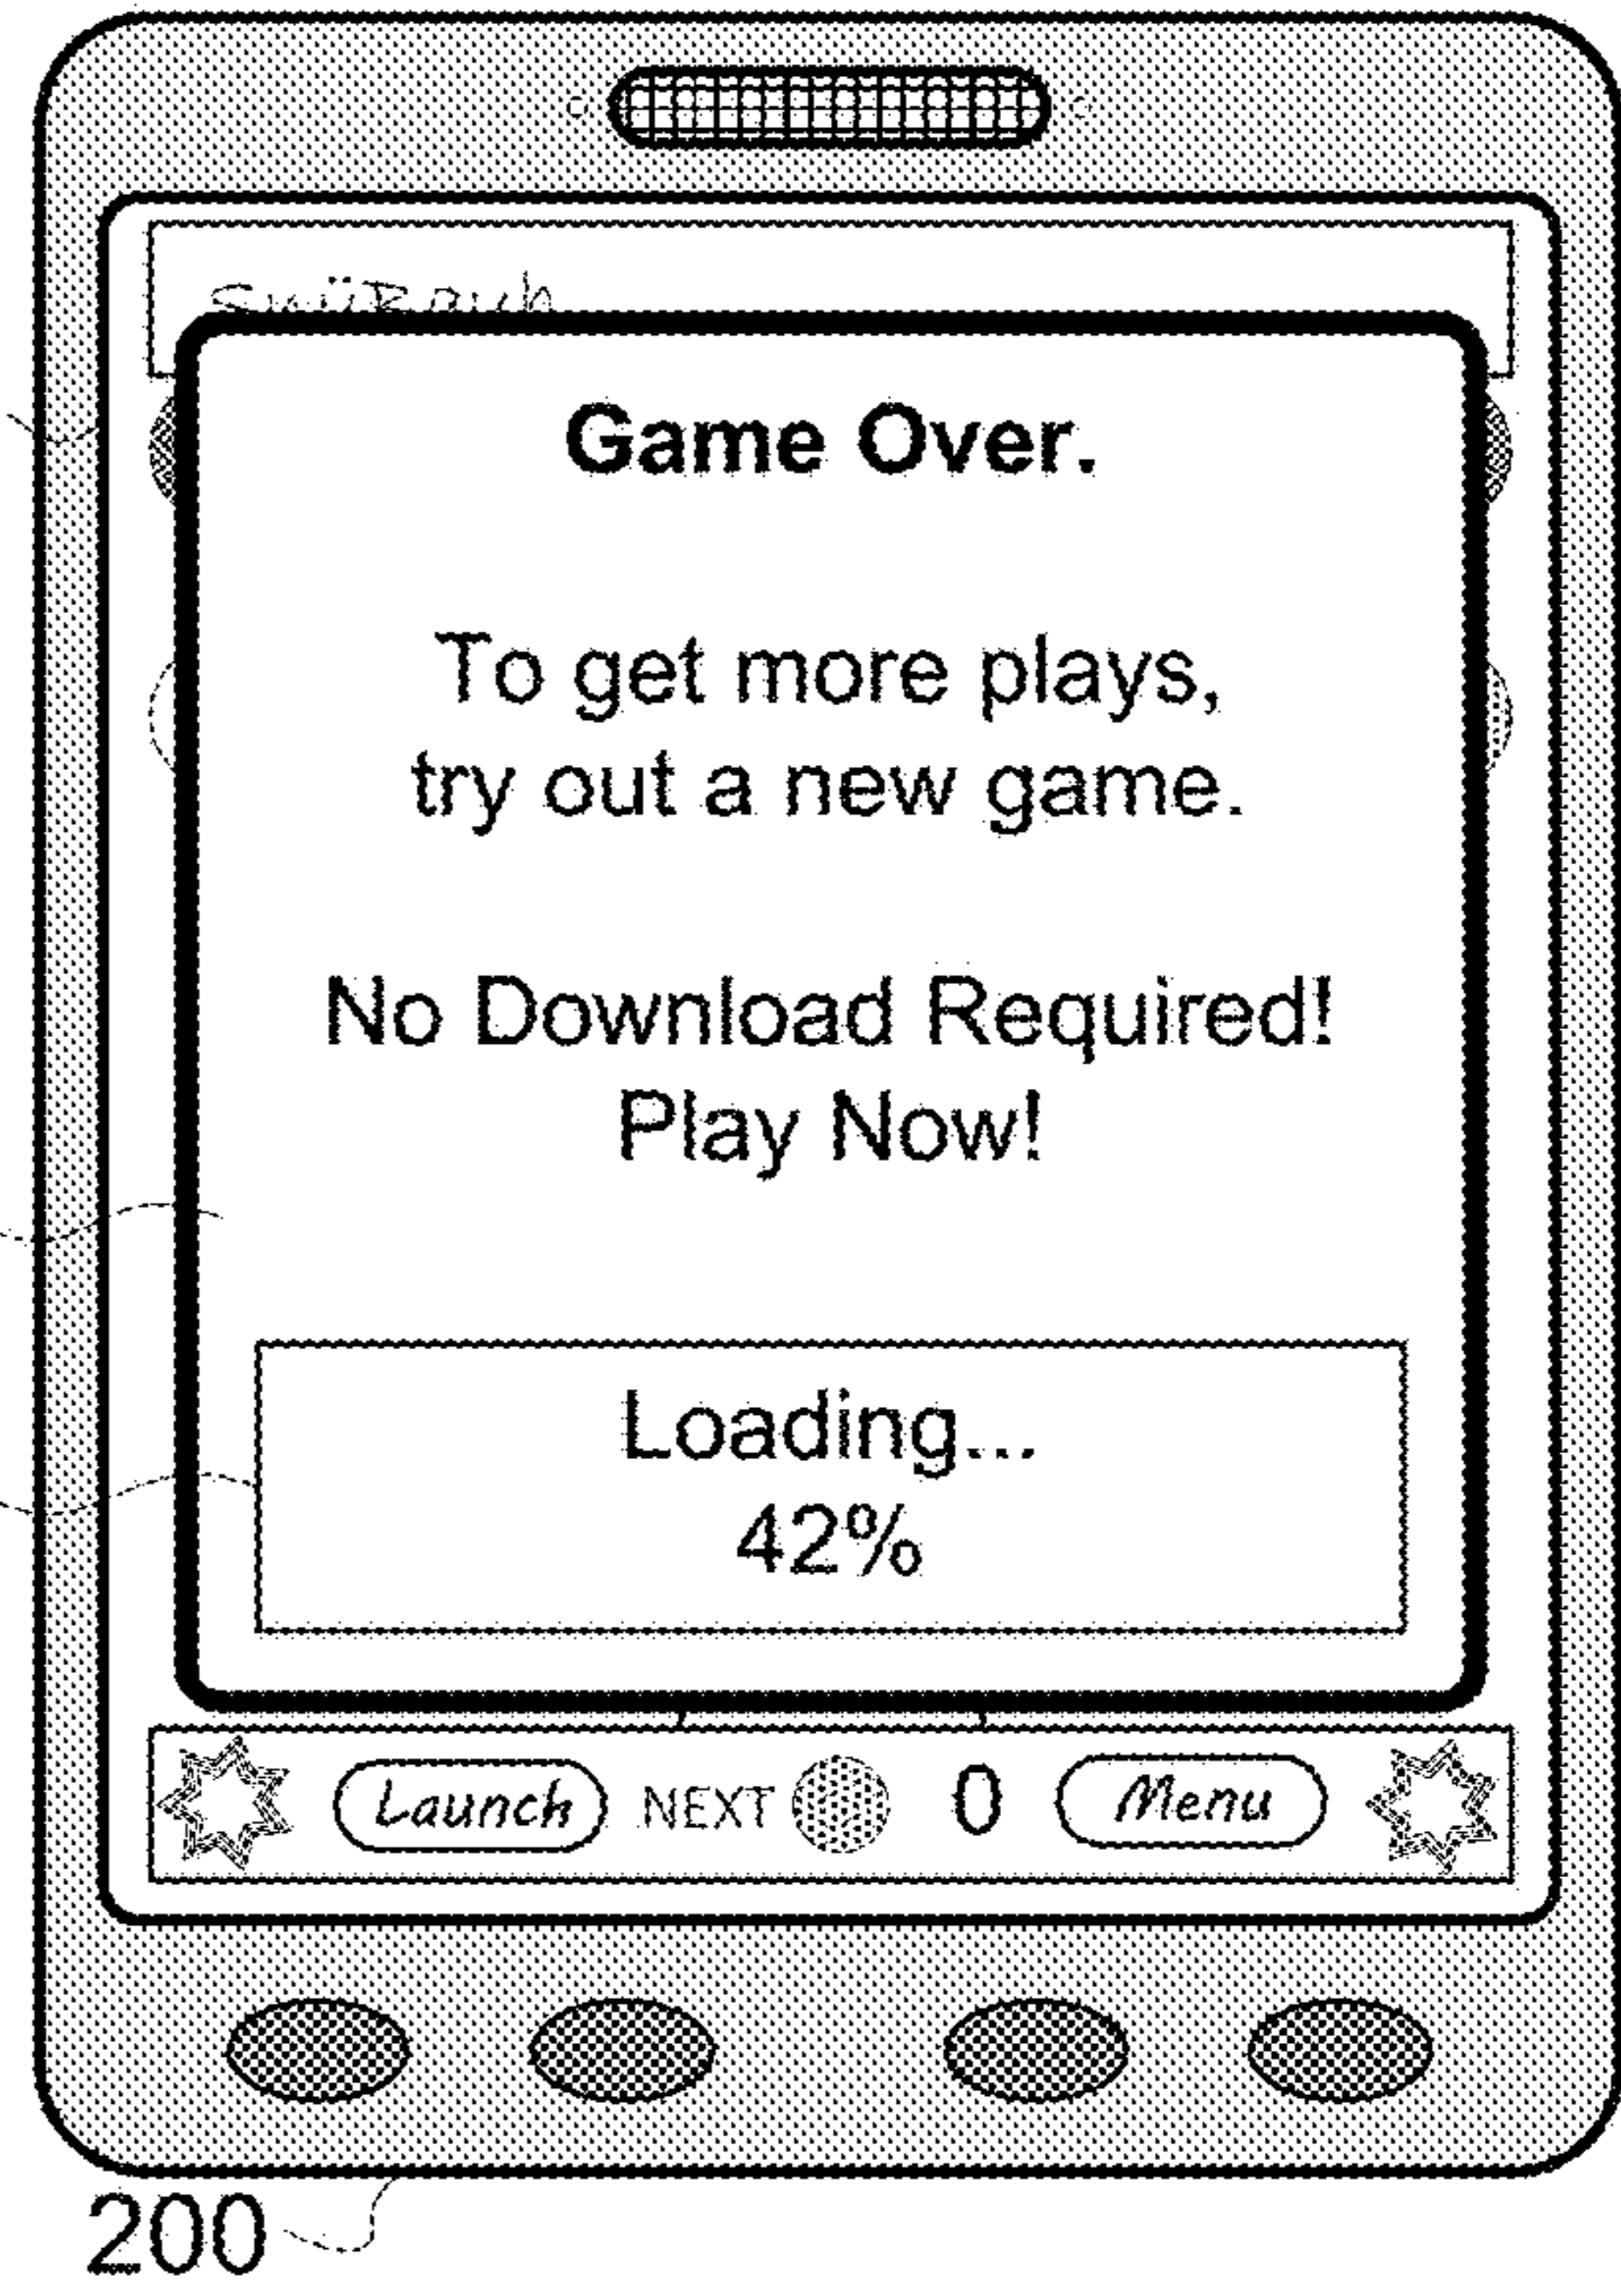 Game Over.
To get more plays,
try out a new game.
No Download Required!
Play Now!
Loading...
42%
Launch NEXT 0 Menu
200